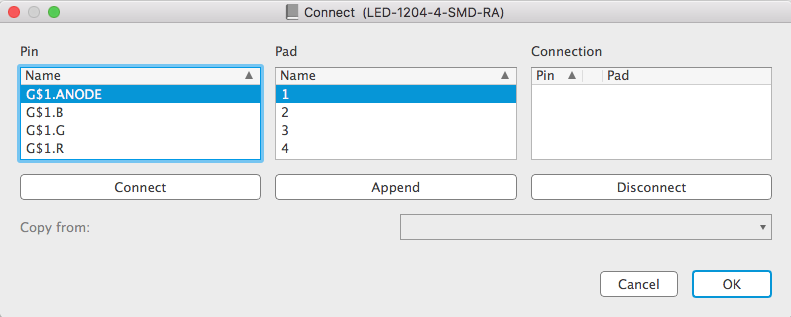 Connect (LED-1204-4-SMD-RA)
Pin Pad Connection
Name Name Pin Pad
G$1.ANODE 1
G$1.B 2
G$1.G 3
G$1.R 4
Connect Append Disconnect
Copy from:
Cancel OK